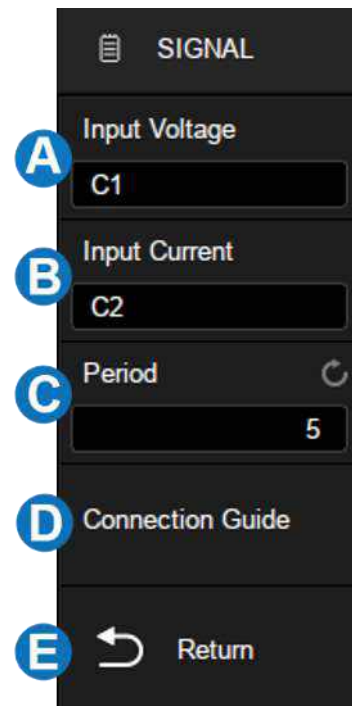 SIGNAL
A
Input Voltage
C1
B
Input Current
C2
C
Period
5
D
Connection Guide
E
Return